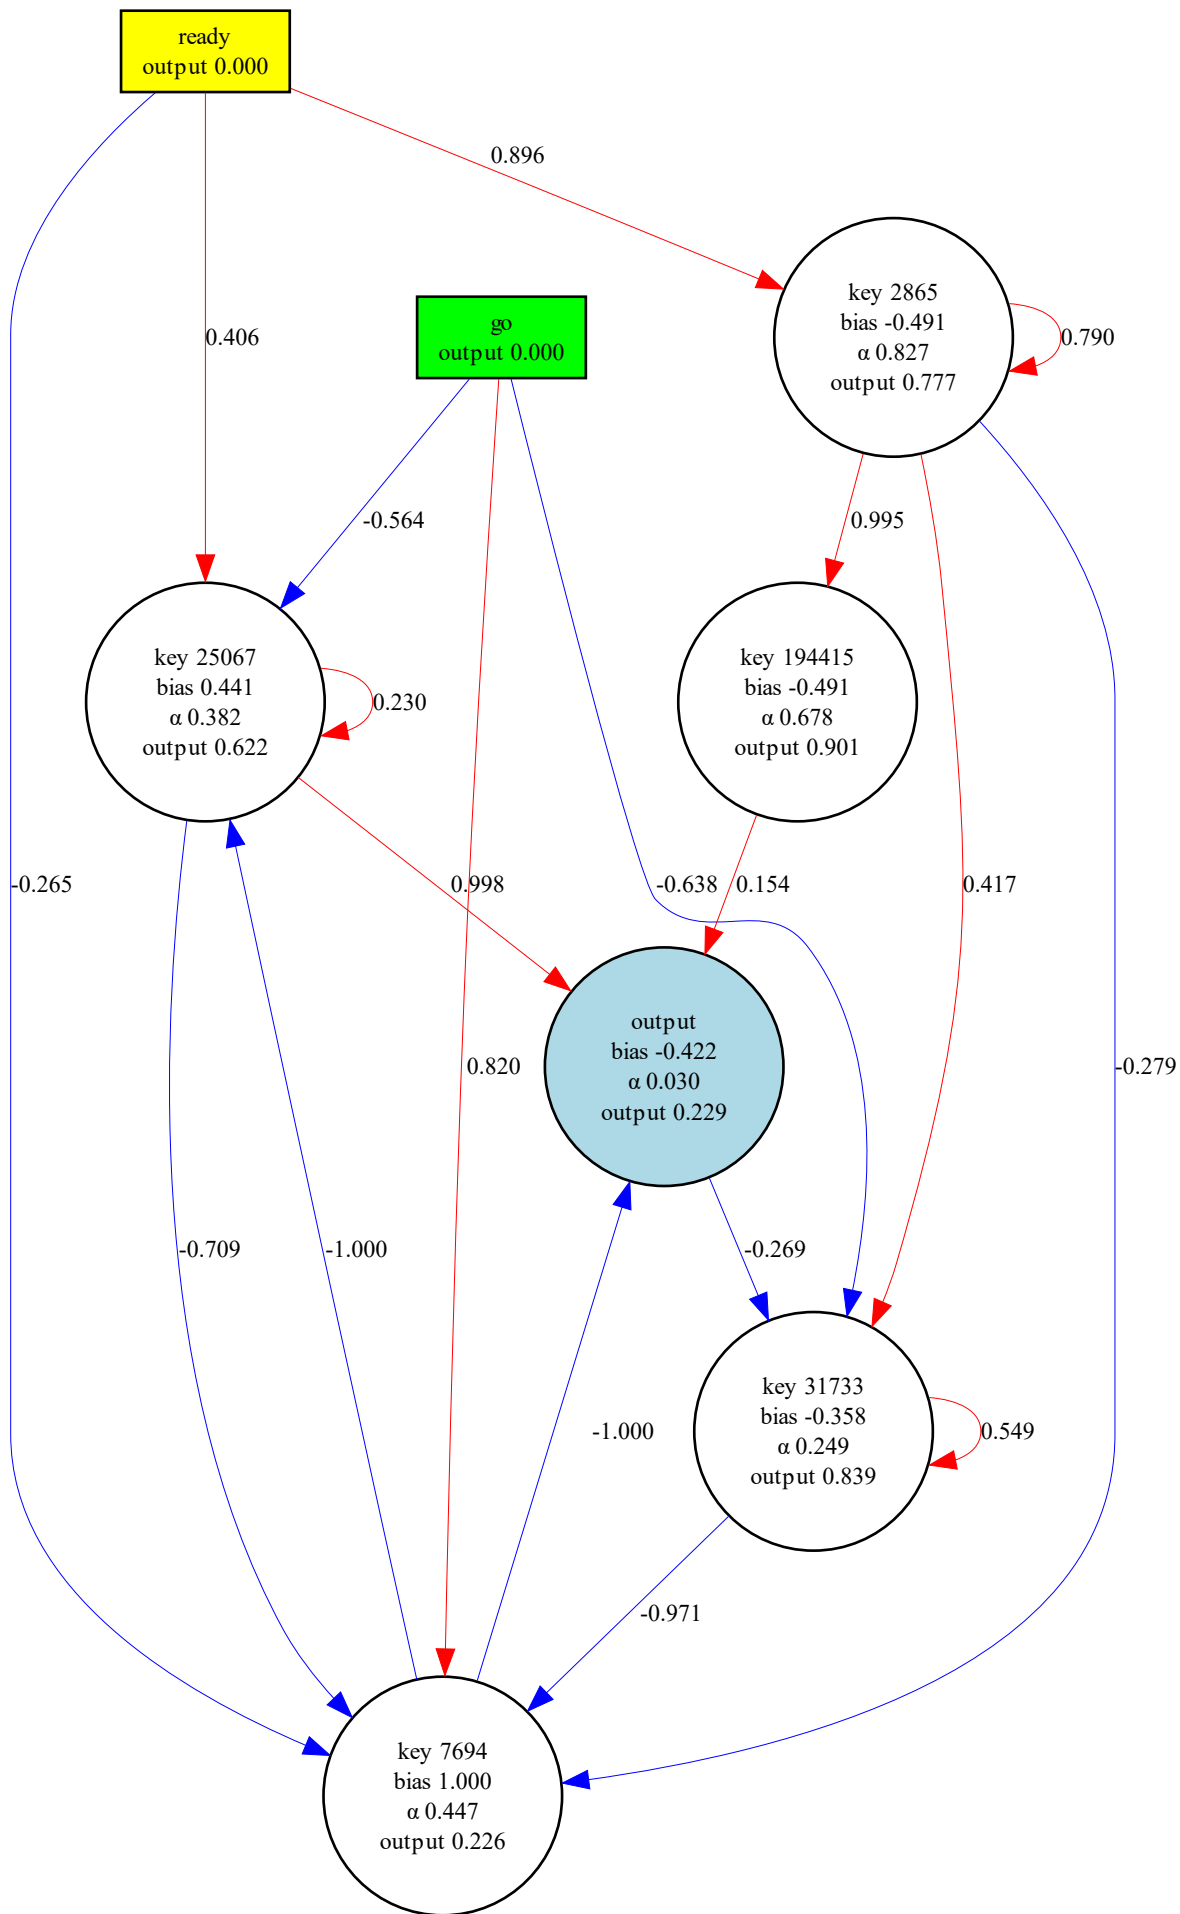 ready
output 0.000
0.896
key 2865
bias -0.491
α 0.827
output 0.777
0.790
go
output 0.000
0.406
-0.564
0.995
key 25067
bias 0.441
α 0.382
output 0.622
0.230
key 194415
bias -0.491
α 0.678
output 0.901
-0.265
0.998
-0.638
0.154
0.417
output
bias -0.422
α 0.030
output 0.229
0.820
-0.279
-0.709
-1.000
-0.269
-1.000
key 31733
bias -0.358
α 0.249
output 0.839
0.549
-0.971
key 7694
bias 1.000
α 0.447
output 0.226